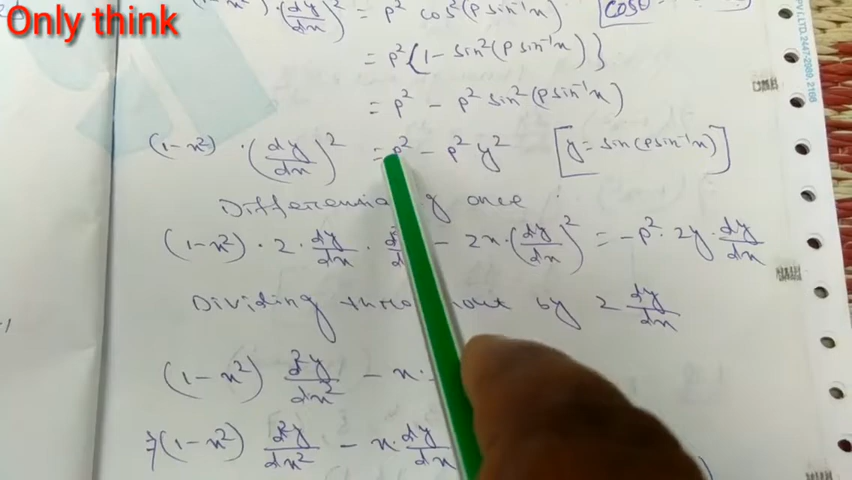 (1-x²)·(dy/dx)² = p² cos²(p sin⁻¹x) [cosθ =
Only think
= p²{1 - sin²(p sin⁻¹x)}
= p² - p² sin²(p sin⁻¹x)
(1-x²)·(dy/dx)² = p² - p²y² [y = sin(p sin⁻¹x)]
once
(1-x²)·2·dy/dx· - 2x·(dy/dx)² = -p²·2y·dy/dx
Dividing by 2 dy/dx
(1-x²) d²y/dx² - x·
⇒(1-x²) d²y/dx² - x·dy/dx